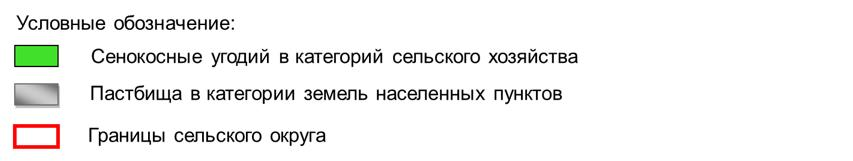 Условные обозначение:
Сенокосные угодий в категорий сельского хозяйства
Пастбища в категории земель населенных пунктов
Границы сельского округа